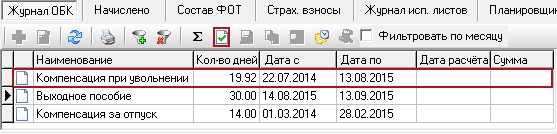 Журнал ОБК Начислено Состав ФОТ Страх. взносы Журнал исп. листов Планировщи
Σ Фильтровать по месяцу
Наименование Кол-во дней Дата с Дата по Дата расчёта Сумма
Компенсация при увольнении 19.92 22.07.2014 13.08.2015
Выходное пособие 30.00 14.08.2015 13.09.2015
Компенсация за отпуск 14.00 01.03.2014 28.02.2015